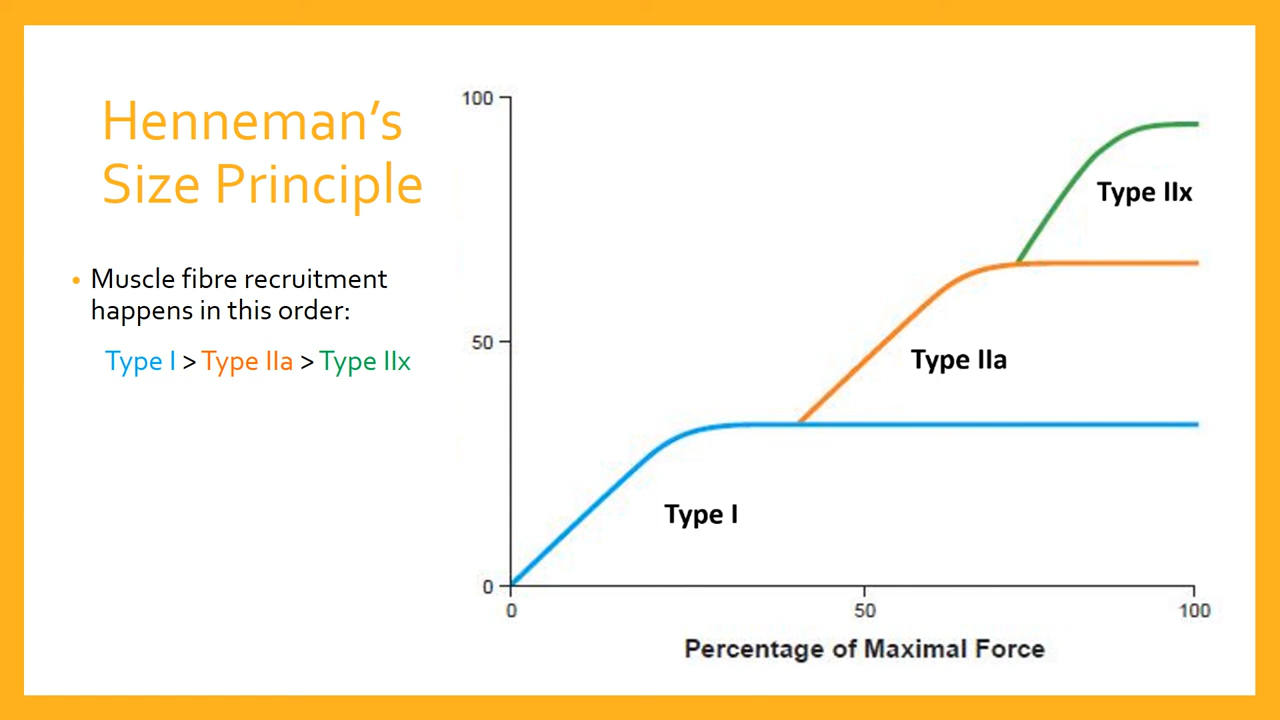 Henneman’s
Size Principle
• Muscle fibre recruitment
happens in this order:
Type I > Type IIa > Type IIx
100
50
0
Type IIx
Type IIa
Type I
0
50
100
Percentage of Maximal Force